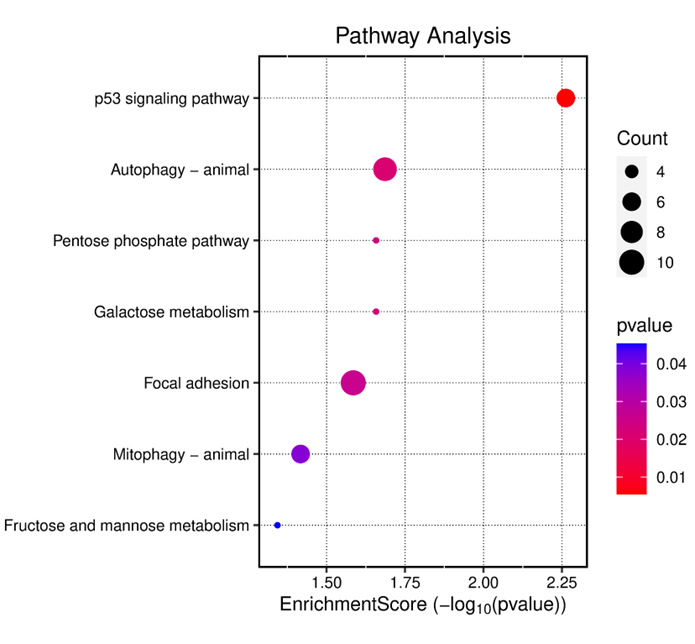 Pathway Analysis
p53 signaling pathway
Autophagy − animal
Pentose phosphate pathway
Galactose metabolism
Focal adhesion
Mitophagy − animal
Fructose and mannose metabolism
1.50 1.75 2.00 2.25
EnrichmentScore (−log10(pvalue))
Count
4
6
8
10
pvalue
0.04
0.03
0.02
0.01